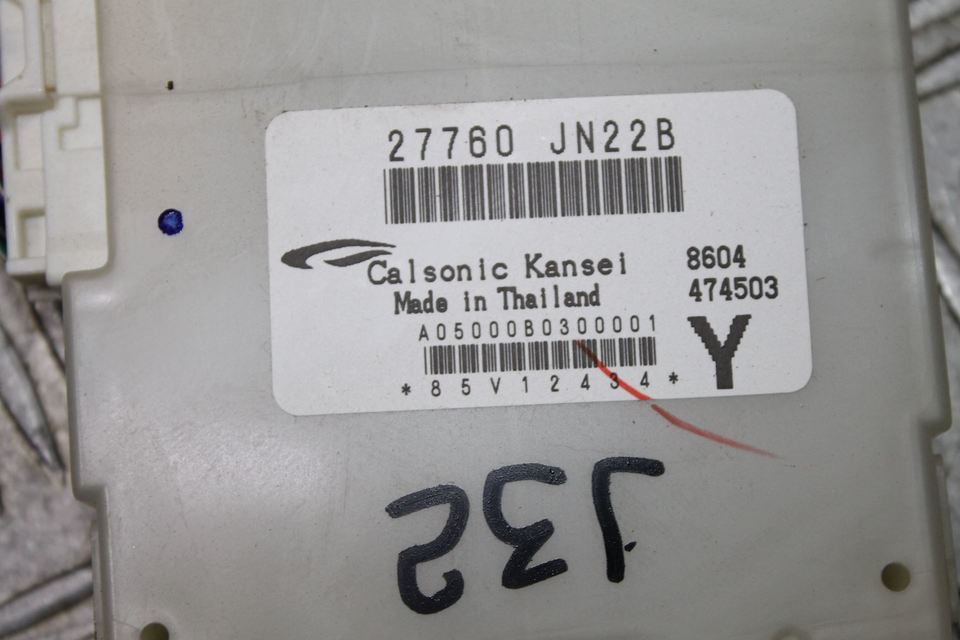 27760 JN22B
Calsonic Kansei
Made in Thailand
8604
474503
A05000B0300001
Y
*85V12434*
J32